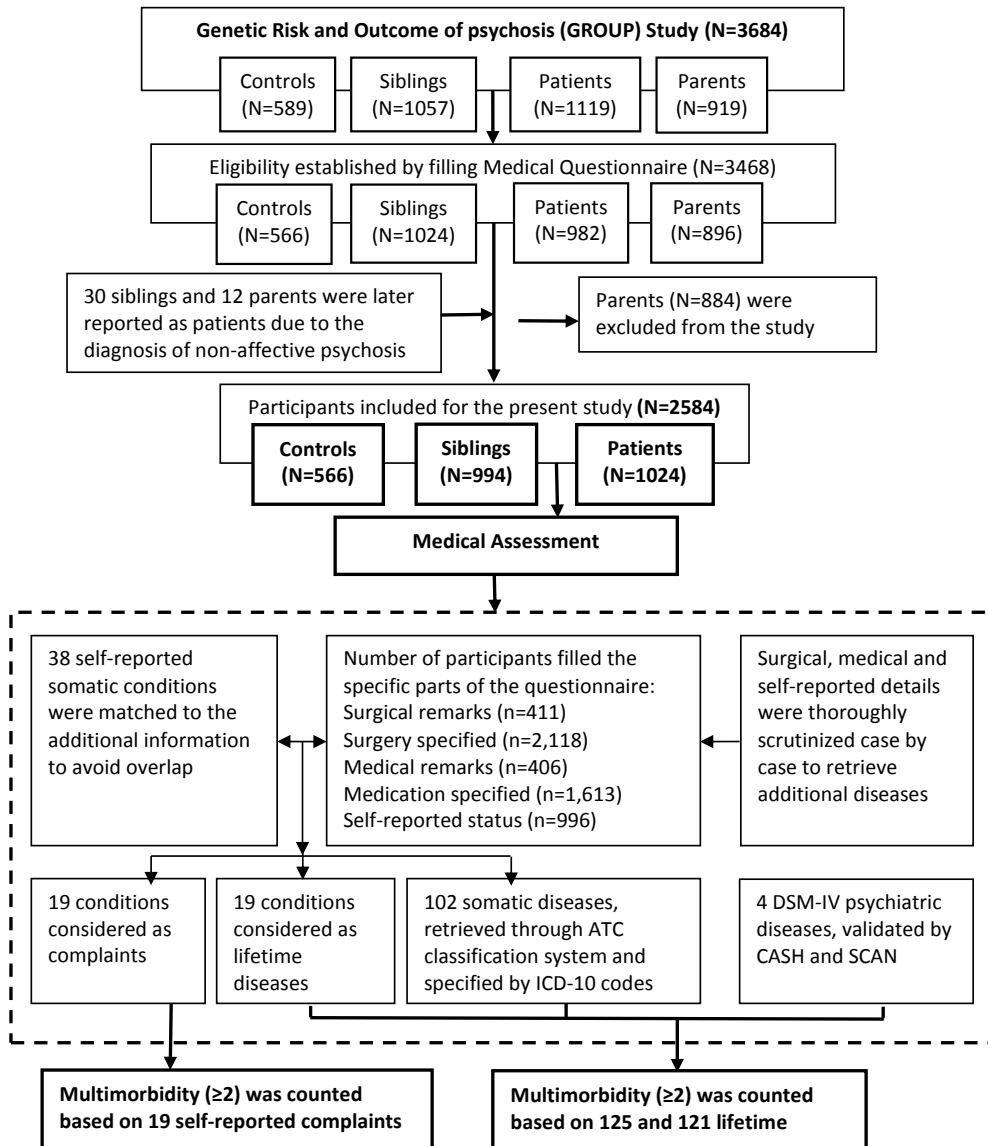 Genetic Risk and Outcome of psychosis (GROUP) Study (N=3684)
Controls
(N=589)
Siblings
(N=1057)
Patients
(N=1119)
Parents
(N=919)
Eligibility established by filling Medical Questionnaire (N=3468)
Controls
(N=566)
Siblings
(N=1024)
Patients
(N=982)
Parents
(N=896)
30 siblings and 12 parents were later
reported as patients due to the
diagnosis of non-affective psychosis
Parents (N=884) were
excluded from the study
Participants included for the present study (N=2584)
Controls
(N=566)
Siblings
(N=994)
Patients
(N=1024)
Medical Assessment
38 self-reported
somatic conditions
were matched to the
additional information
to avoid overlap
Number of participants filled the
specific parts of the questionnaire:
Surgical remarks (n=411)
Surgery specified (n=2,118)
Medical remarks (n=406)
Medication specified (n=1,613)
Self-reported status (n=996)
Surgical, medical and
self-reported details
were thoroughly
scrutinized case by
case to retrieve
additional diseases
19 conditions
considered as
complaints
19 conditions
considered as
lifetime
diseases
102 somatic diseases,
retrieved through ATC
classification system and
specified by ICD-10 codes
4 DSM-IV psychiatric
diseases, validated by
CASH and SCAN
Multimorbidity (≥2) was counted
based on 19 self-reported complaints
Multimorbidity (≥2) was counted
based on 125 and 121 lifetime